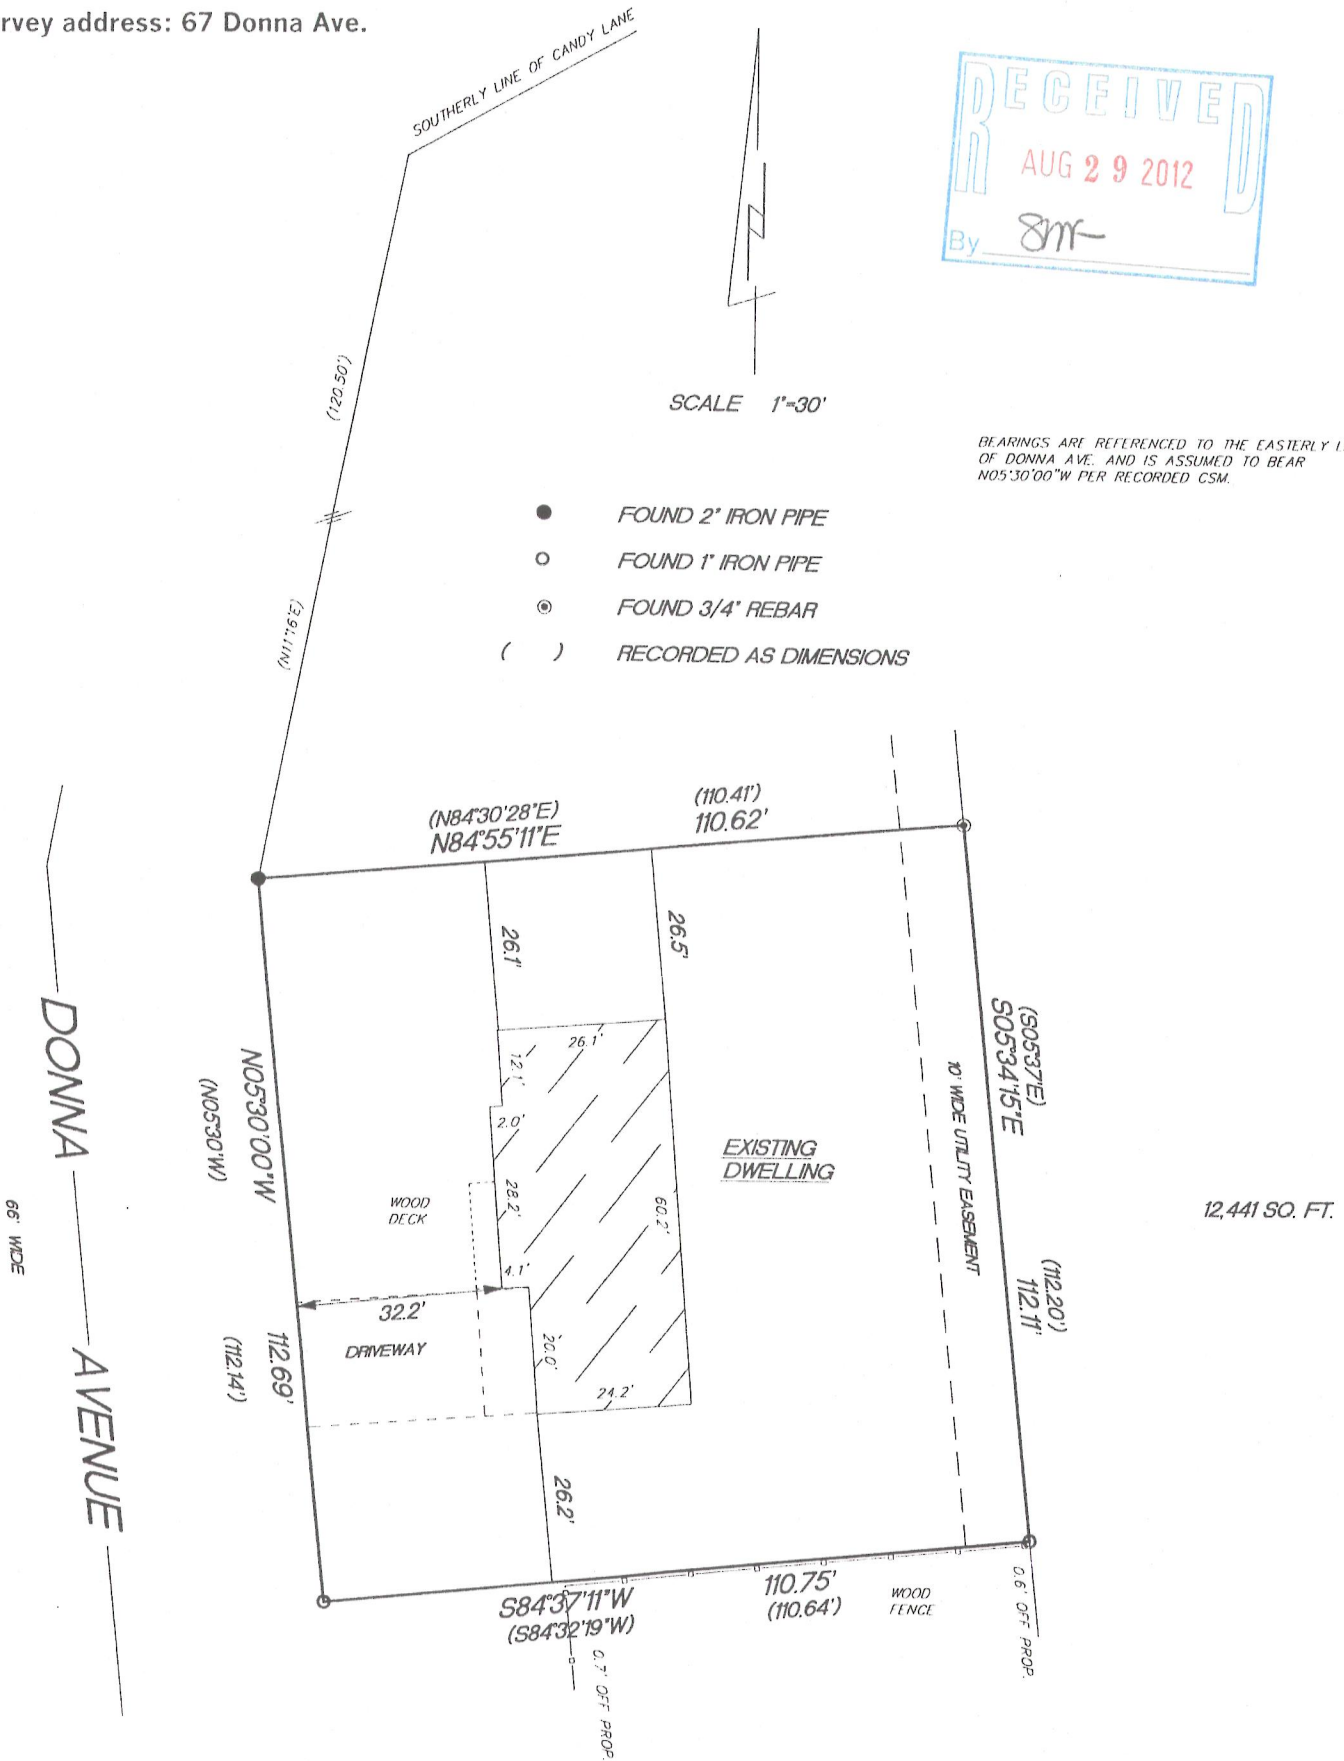 rvey address: 67 Donna Ave.
SOUTHERLY LINE OF CANDY LANE
RECEIVED
AUG 29 2012
By
N
SCALE 1"=30'
BEARINGS ARE REFERENCED TO THE EASTERLY L
OF DONNA AVE. AND IS ASSUMED TO BEAR
N05°30'00"W PER RECORDED CSM.
(120.50')
(N11°9.1'E)
FOUND 2" IRON PIPE
FOUND 1" IRON PIPE
FOUND 3/4" REBAR
( ) RECORDED AS DIMENSIONS
(N84°30'28"E)
N84°55'11"E
(110.41')
110.62'
26.1'
26.5'
26.1'
12.1'
2.0'
28.2'
4.1'
60.2'
20.0'
24.2'
26.2'
EXISTING
DWELLING
WOOD
DECK
32.2'
DRIVEWAY
10' WIDE UTILITY EASEMENT
(S05°37'E)
S05°34'15"E
(112.20')
112.11'
12,441 SQ. FT.
N05°30'00"W
(N05°30'W)
112.69'
(112.14')
DONNA AVENUE
66' WIDE
S84°37'11"W
(S84°32'19"W)
110.75'
(110.64')
WOOD
FENCE
0.6' OFF PROP.
0.7' OFF PROP.